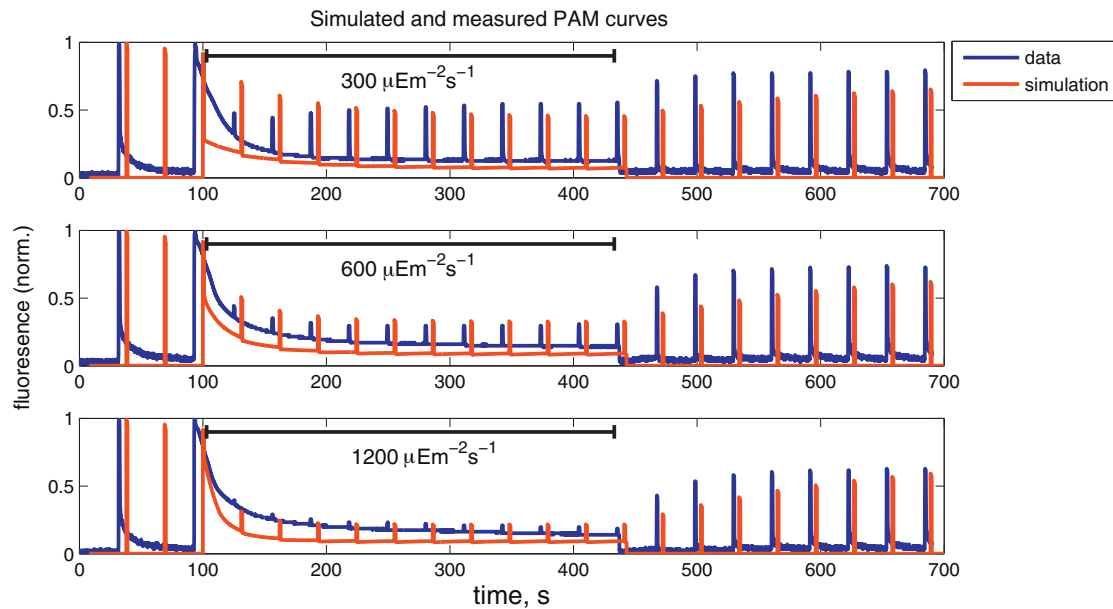 Simulated and measured PAM curves
data
simulation
fluoresence (norm.)
1
0.5
0
300 μEm⁻²s⁻¹
0 100 200 300 400 500 600 700
1
0.5
0
600 μEm⁻²s⁻¹
0 100 200 300 400 500 600 700
1
0.5
0
1200 μEm⁻²s⁻¹
0 100 200 300 400 500 600 700
time, s